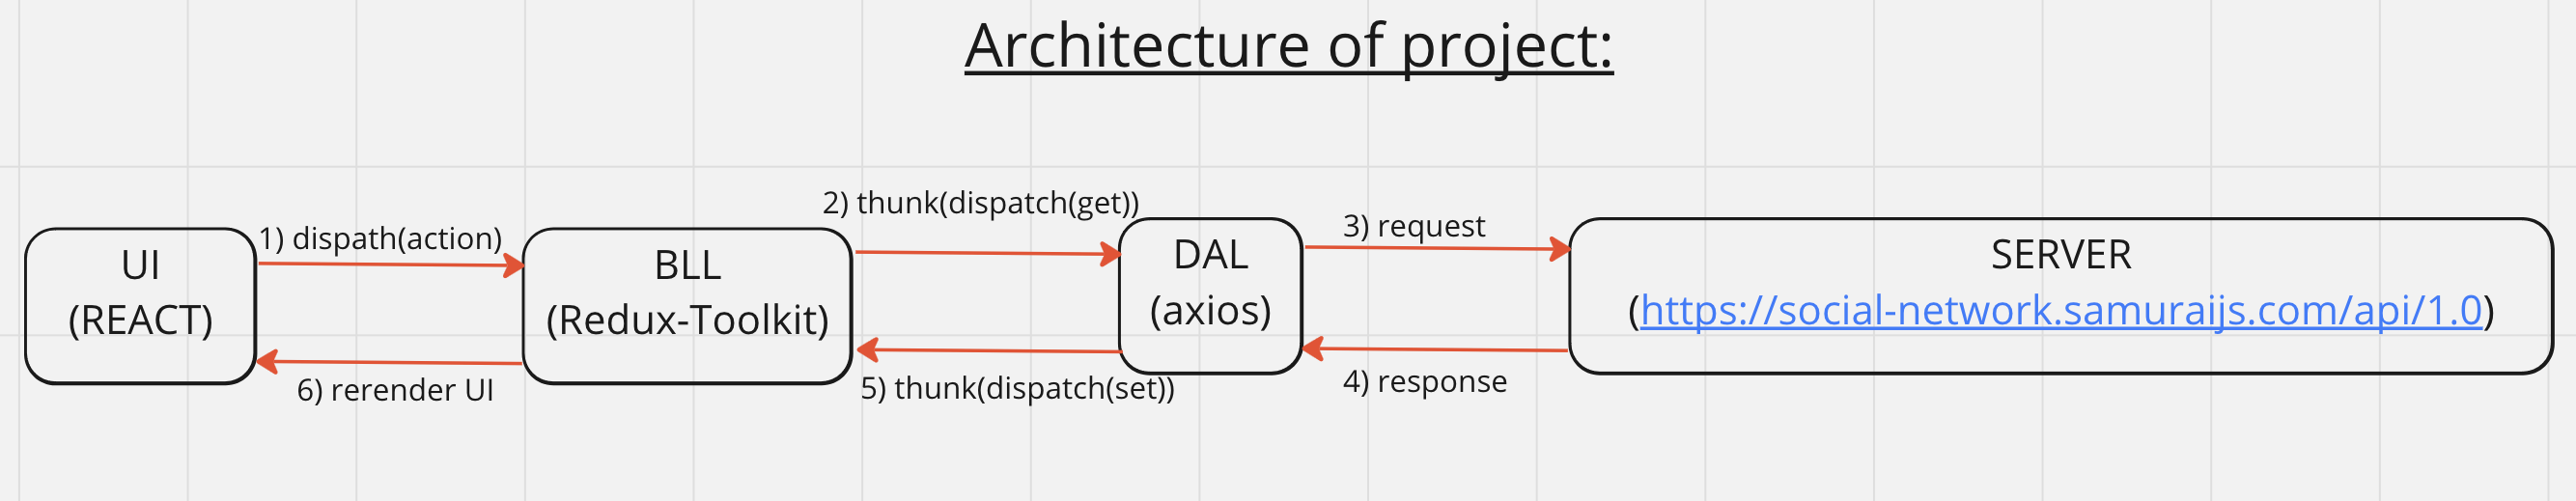 Architecture of project:
UI
(REACT)
1) dispath(action)
6) rerender UI
BLL
(Redux-Toolkit)
2) thunk(dispatch(get))
5) thunk(dispatch(set))
DAL
(axios)
3) request
4) response
SERVER
(https://social-network.samuraijs.com/api/1.0)